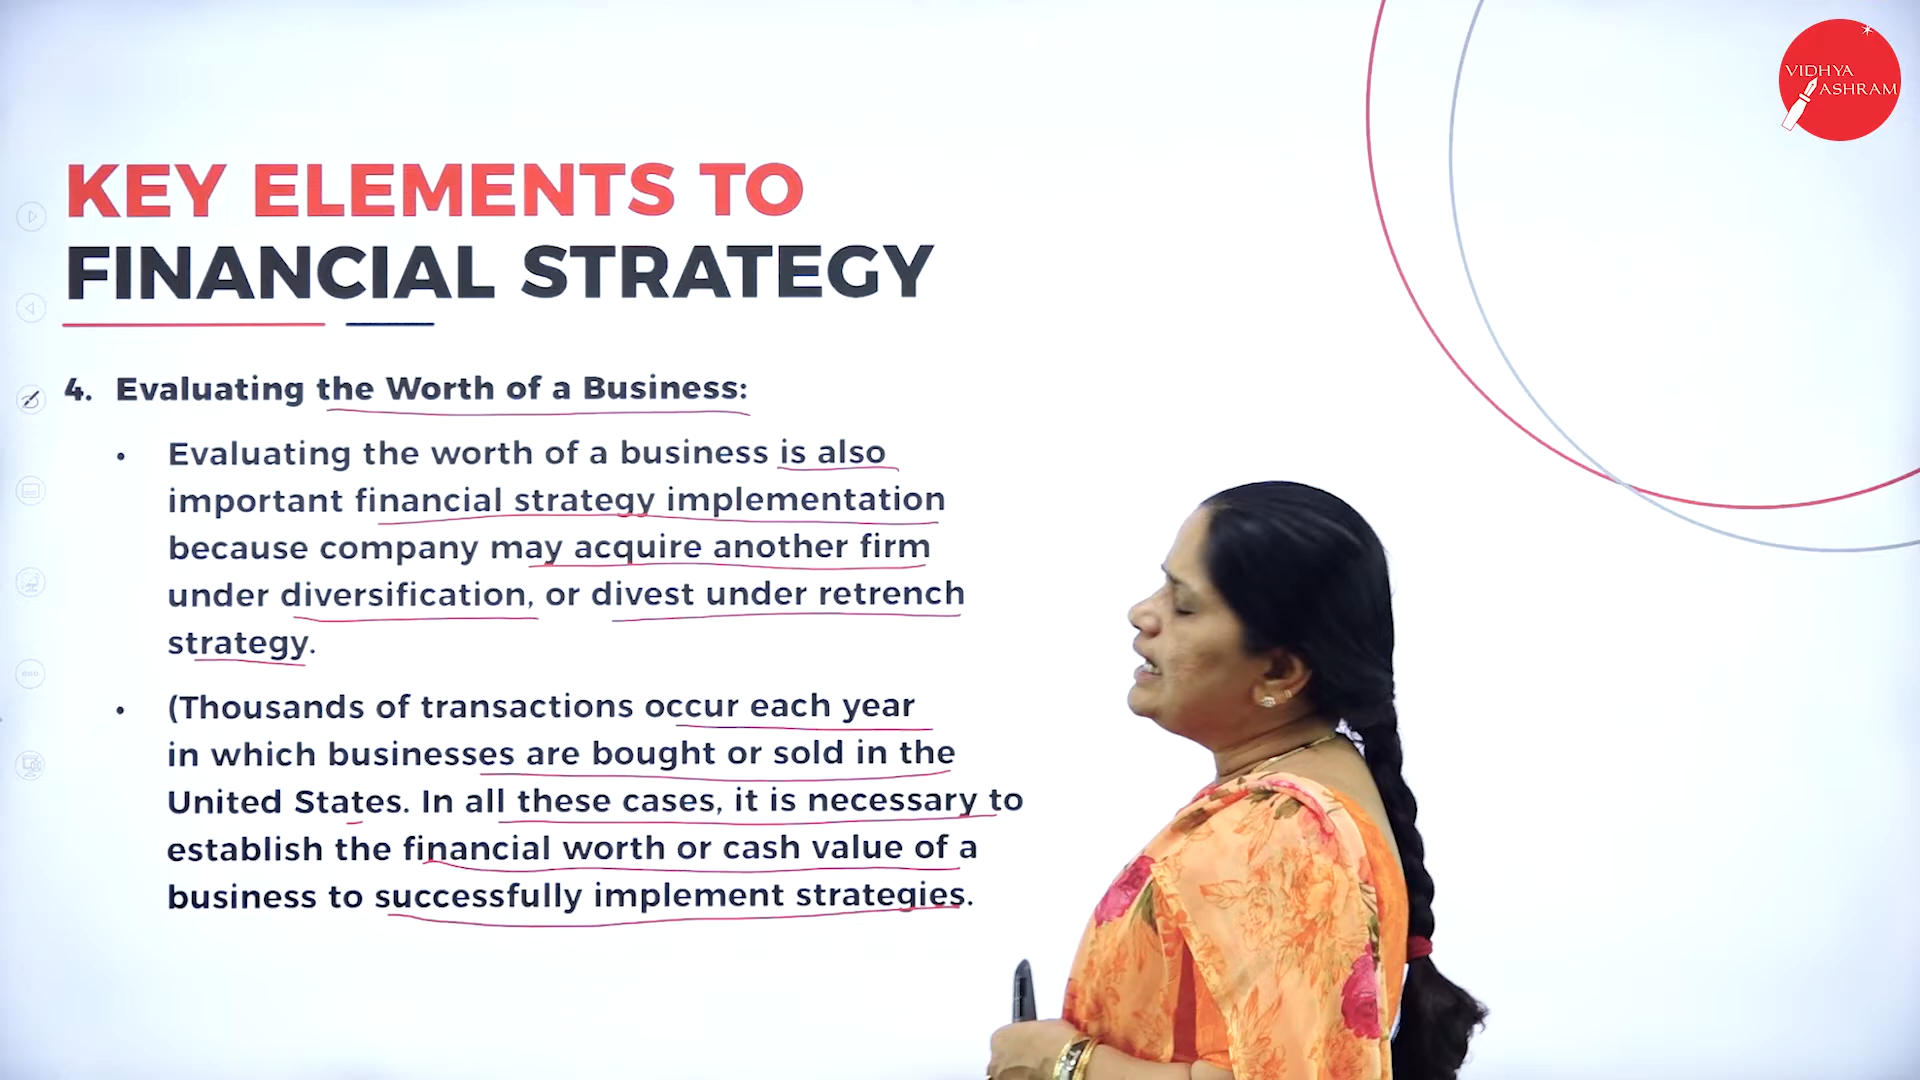 VIDHYA
ASHRAM
KEY ELEMENTS TO
FINANCIAL STRATEGY
4. Evaluating the Worth of a Business:
• Evaluating the worth of a business is also
important financial strategy implementation
because company may acquire another firm
under diversification, or divest under retrench
strategy.
• (Thousands of transactions occur each year
in which businesses are bought or sold in the
United States. In all these cases, it is necessary to
establish the financial worth or cash value of a
business to successfully implement strategies.